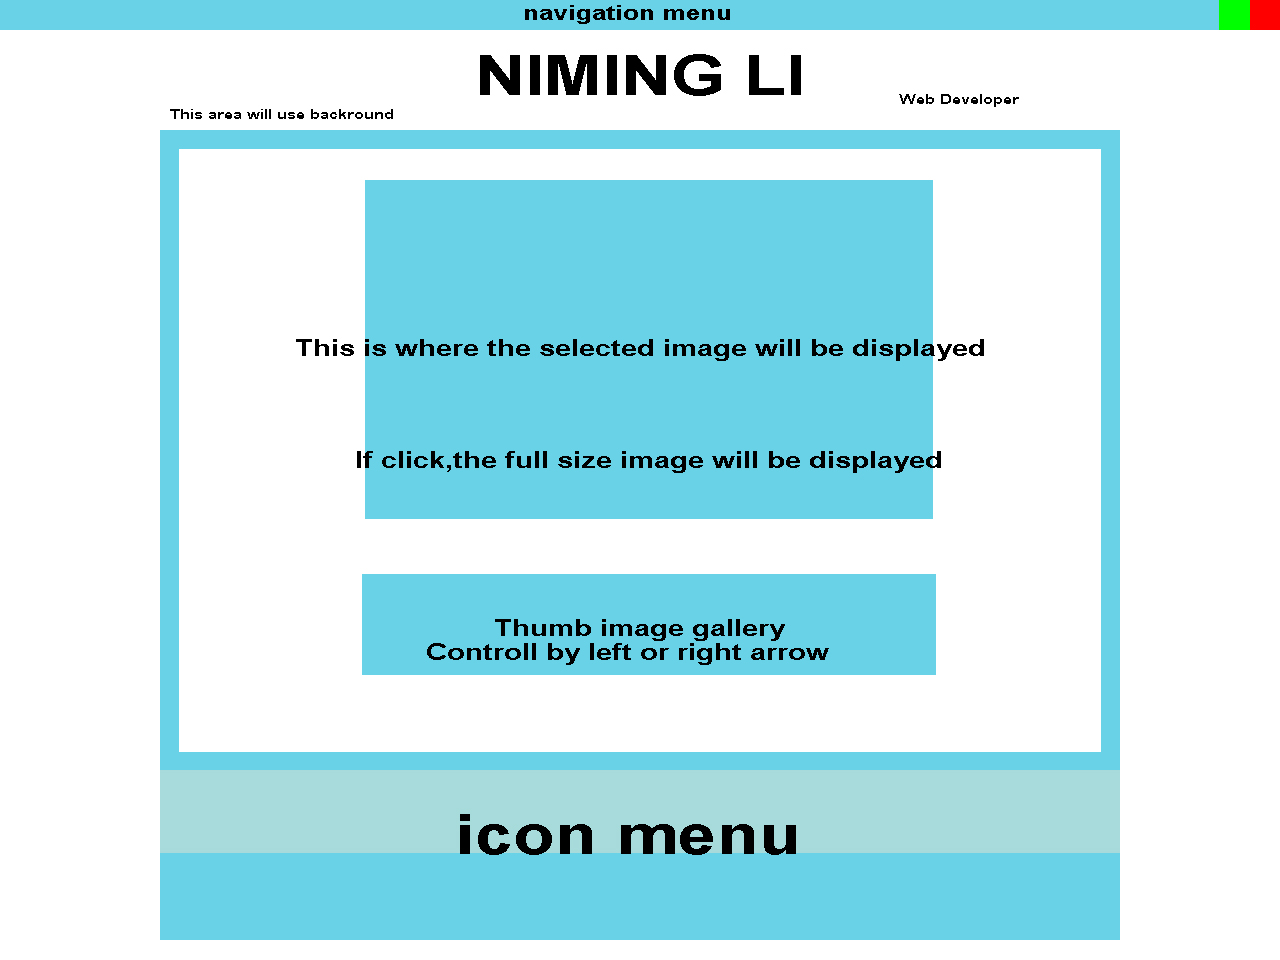 navigation menu
NIMING LI
Web Developer
This area will use backround
This is where the selected image will be displayed
If click,the full size image will be displayed
Thumb image gallery
Controll by left or right arrow
icon menu